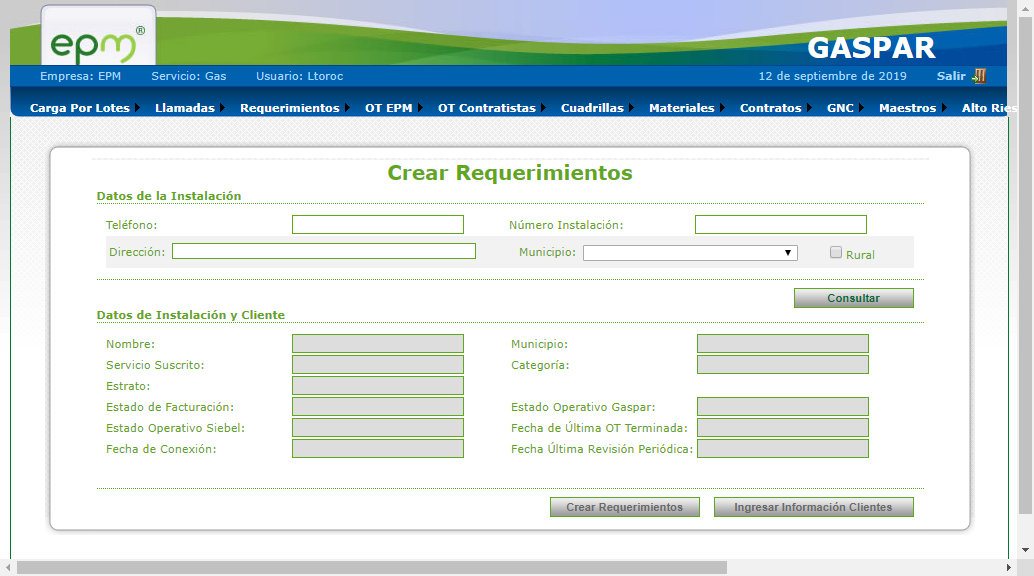 epm®
GASPAR
Empresa: EPM Servicio: Gas Usuario: Ltoroc 12 de septiembre de 2019 Salir
Carga Por Lotes Llamadas Requerimientos OT EPM OT Contratistas Cuadrillas Materiales Contratos GNC Maestros Alto Ries
Crear Requerimientos
Datos de la Instalación
Teléfono: Número Instalación:
Dirección: Municipio: Rural
Consultar
Datos de Instalación y Cliente
Nombre: Municipio:
Servicio Suscrito: Categoría:
Estrato:
Estado de Facturación: Estado Operativo Gaspar:
Estado Operativo Siebel: Fecha de Última OT Terminada:
Fecha de Conexión: Fecha Última Revisión Periódica:
Crear Requerimientos Ingresar Información Clientes